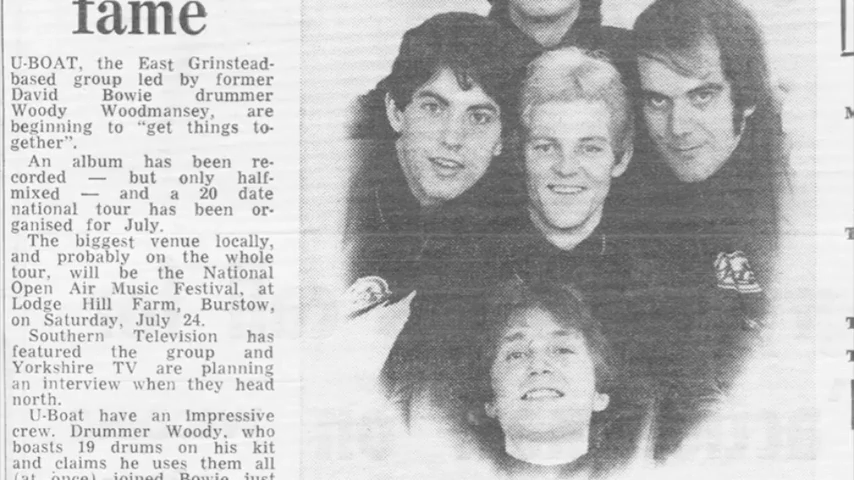 fame
U-BOAT, the East Grinstead-
based group led by former
David Bowie drummer
Woody Woodmansey, are
beginning to "get things to-
gether".
An album has been re-
corded — but only half-
mixed — and a 20 date
national tour has been or-
ganised for July.
The biggest venue locally,
and probably on the whole
tour, will be the National
Open Air Music Festival, at
Lodge Hill Farm, Burstow,
on Saturday, July 24.
Southern Television has
featured the group and
Yorkshire TV are planning
an interview when they head
north.
U-Boat have an impressive
crew. Drummer Woody, who
boasts 19 drums on his kit
and claims he uses them all
(at once) joined Bowie just